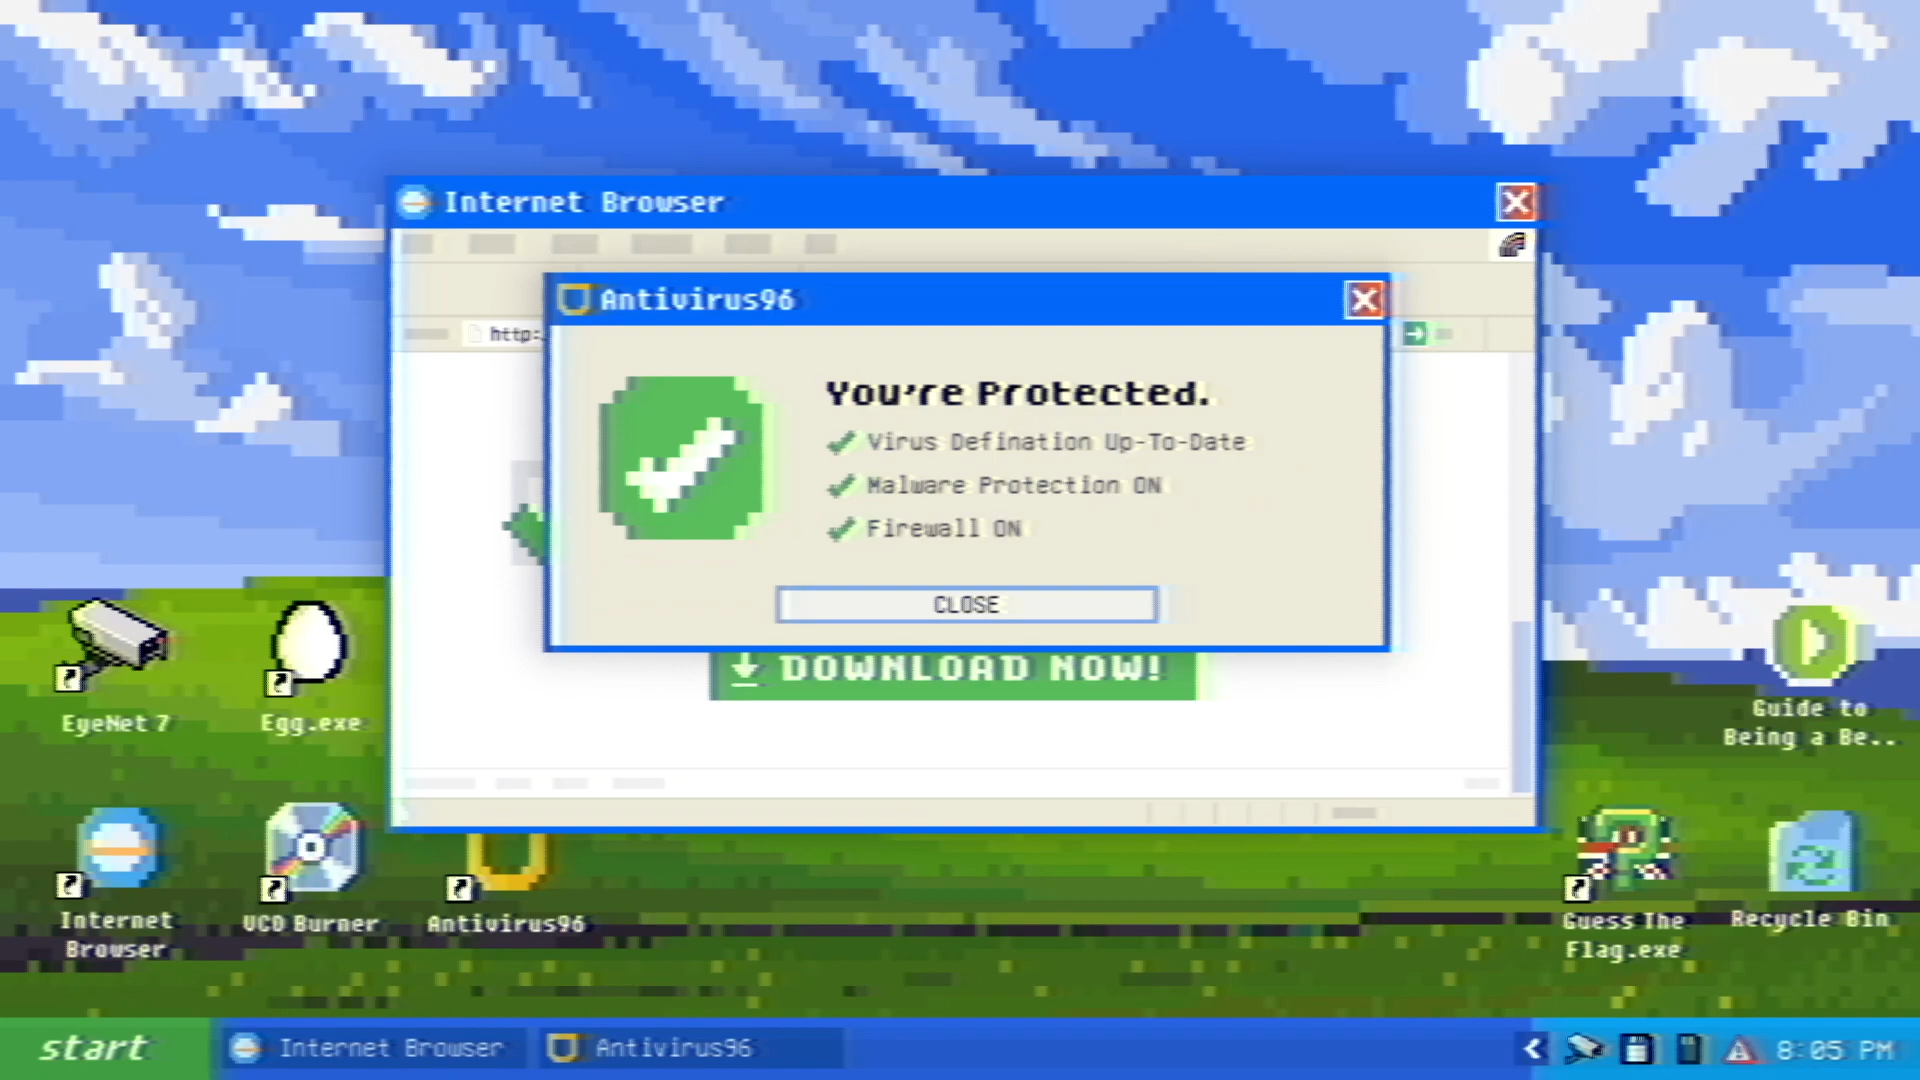 Internet Browser
Antivirus96
http:
You're Protected.
Virus Defination Up-To-Date
Malware Protection ON
Firewall ON
CLOSE
DOWNLOAD NOW!
EyeNet 7
Egg.exe
Guide to
Being a Be..
Internet
Browser
VCD Burner
Antivirus96
Guess The
Flag.exe
Recycle Bin
start
Internet Browser
Antivirus96
8:05 PM